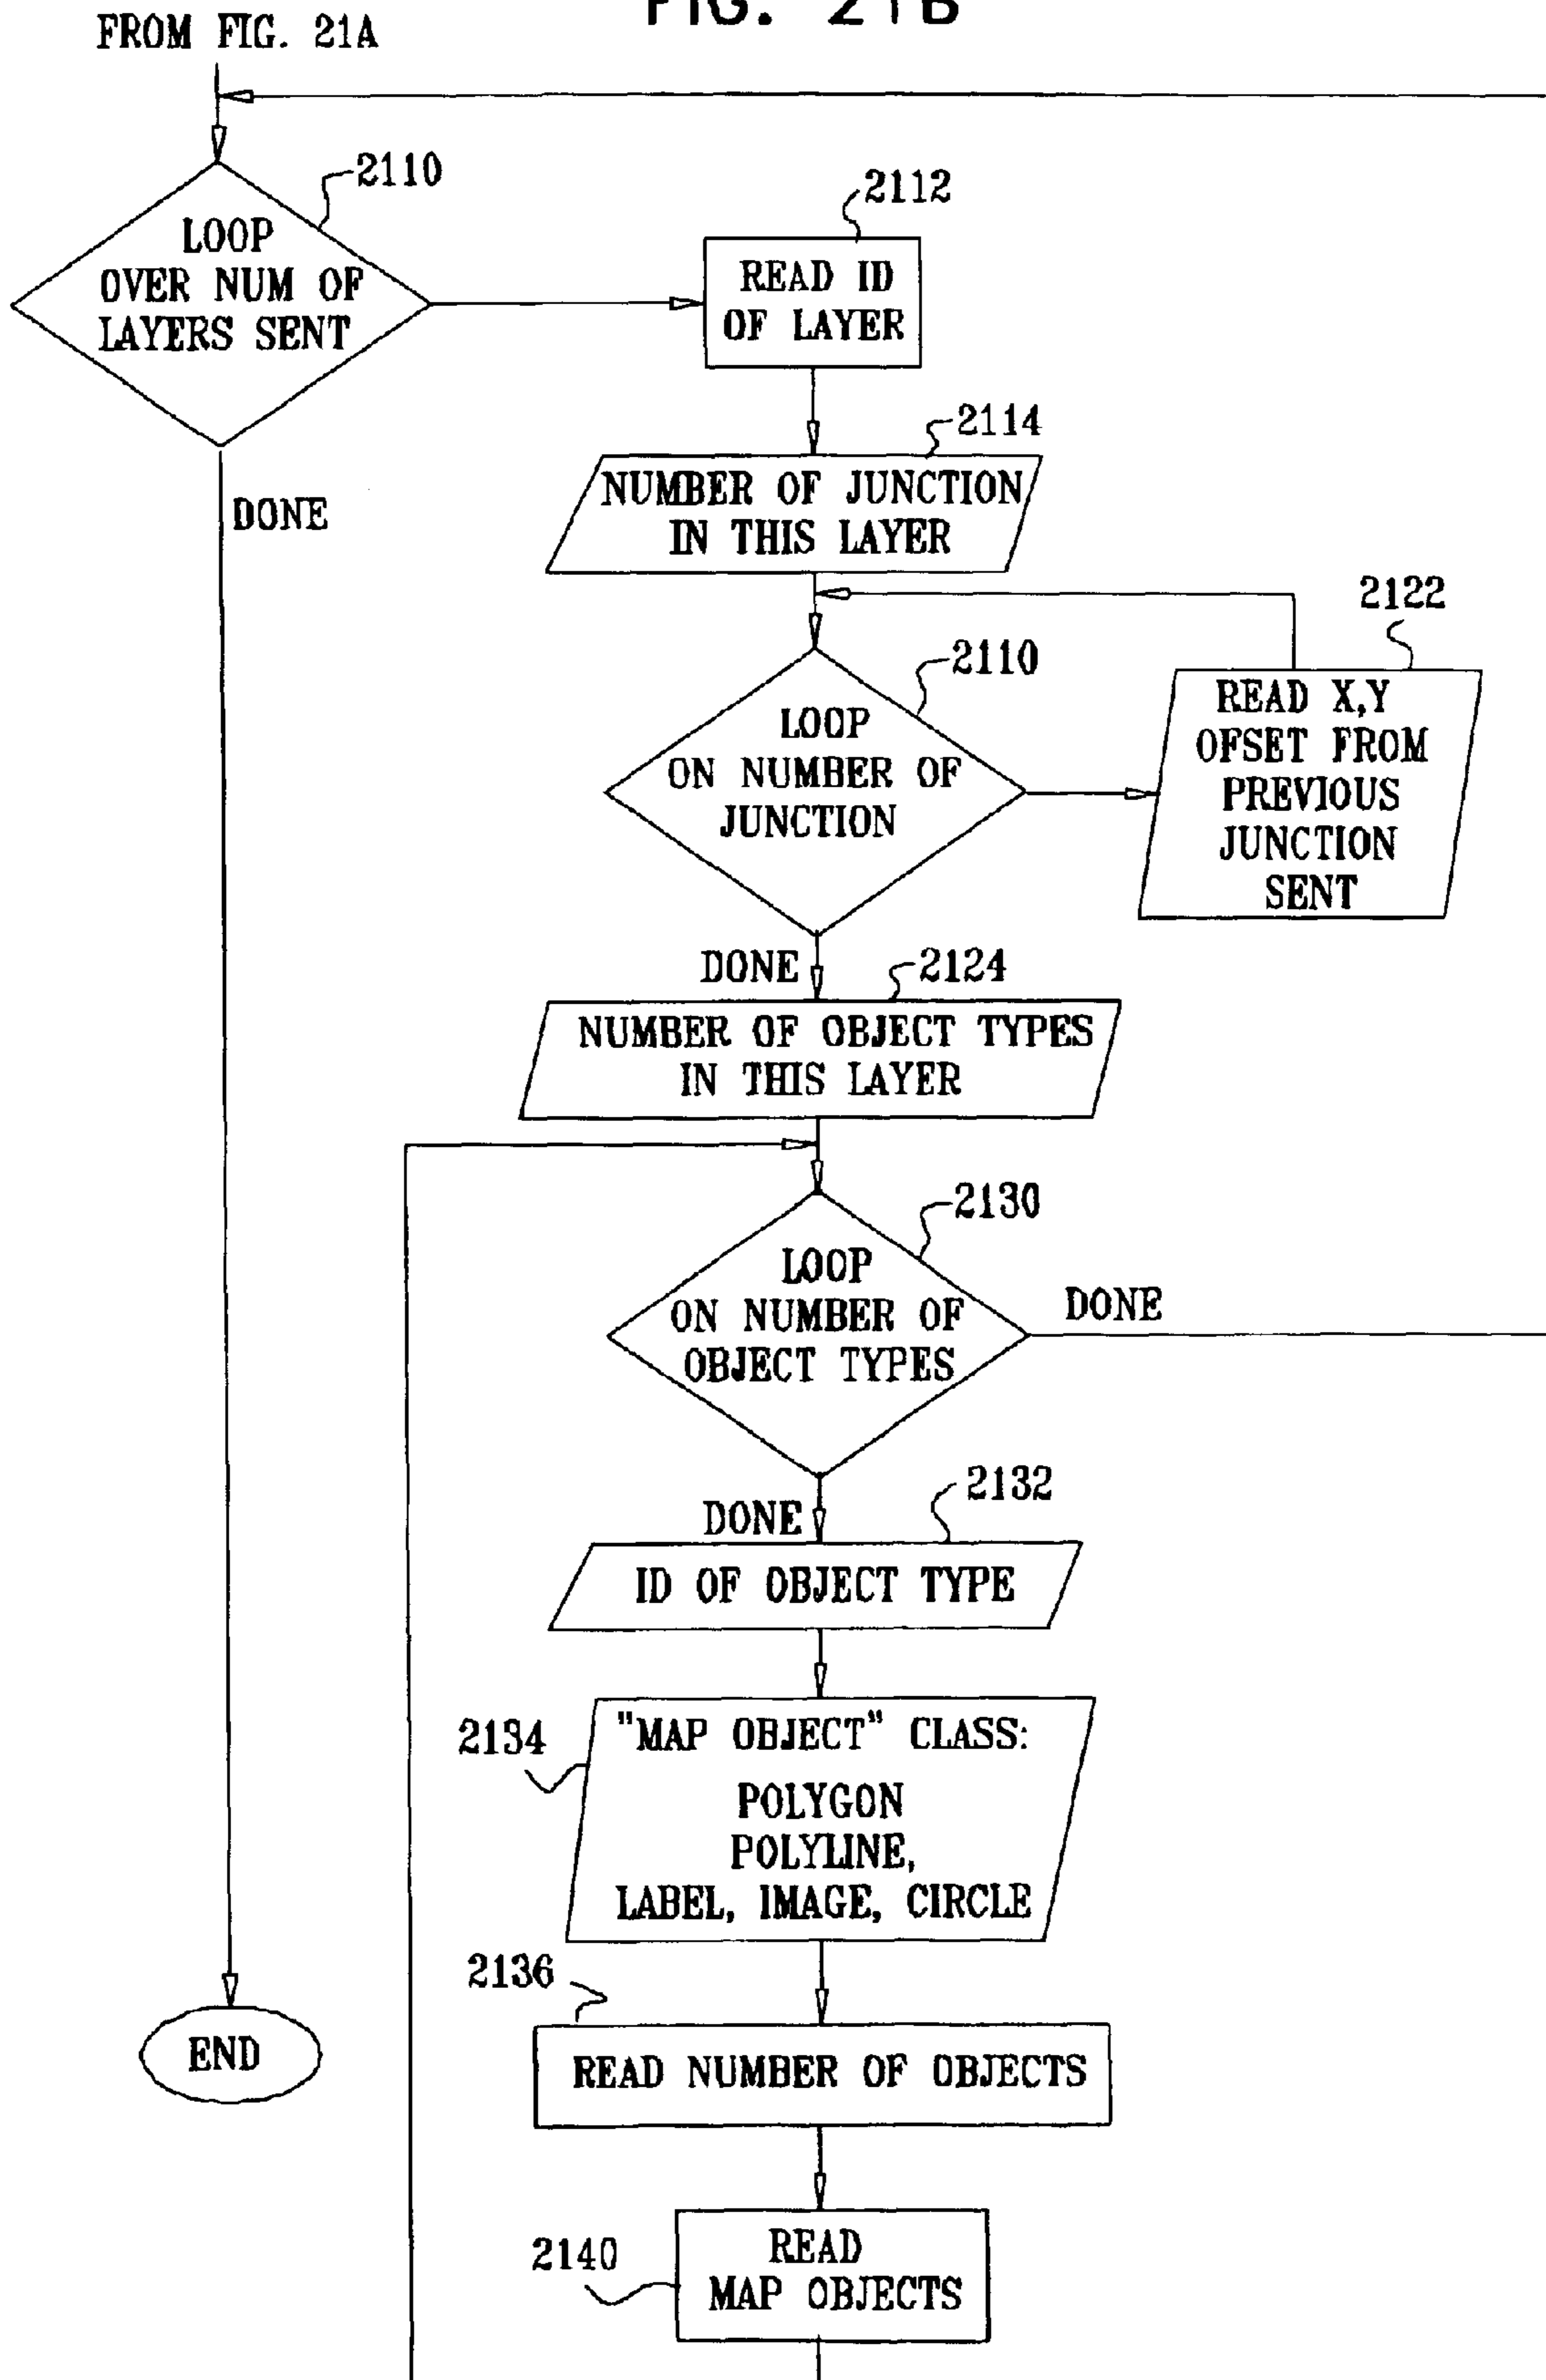 FIG. 21B
FROM FIG. 21A
2110
LOOP
OVER NUM OF
LAYERS SENT
DONE
2112
READ ID
OF LAYER
2114
NUMBER OF JUNCTION
IN THIS LAYER
2110
LOOP
ON NUMBER OF
JUNCTION
2122
READ X,Y
OFSET FROM
PREVIOUS
JUNCTION
SENT
DONE
2124
NUMBER OF OBJECT TYPES
IN THIS LAYER
2130
LOOP
ON NUMBER OF
OBJECT TYPES
DONE
DONE
2132
ID OF OBJECT TYPE
2134
"MAP OBJECT" CLASS:
POLYGON
POLYLINE,
LABEL, IMAGE, CIRCLE
2136
READ NUMBER OF OBJECTS
END
2140
READ
MAP OBJECTS